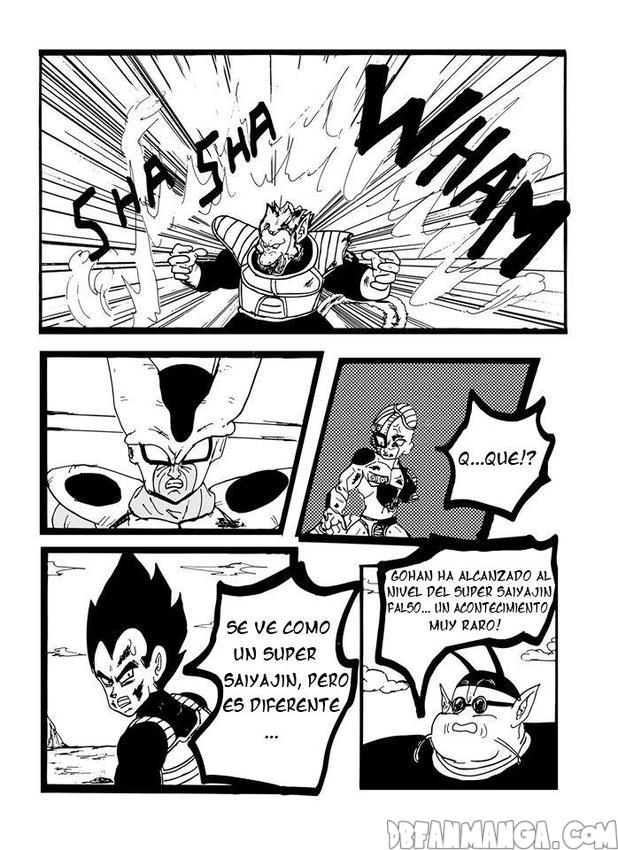 SHA SHA
WHAM
Q...QUE!?
SE VE COMO
UN SUPER
SAIYAJIN, PERO
ES DIFERENTE
...
GOHAN HA ALCANZADO AL
NIVEL DEL SUPER SAIYAJIN
FALSO... UN ACONTECIMIENTO
MUY RARO!
DBFANMANGA.COM